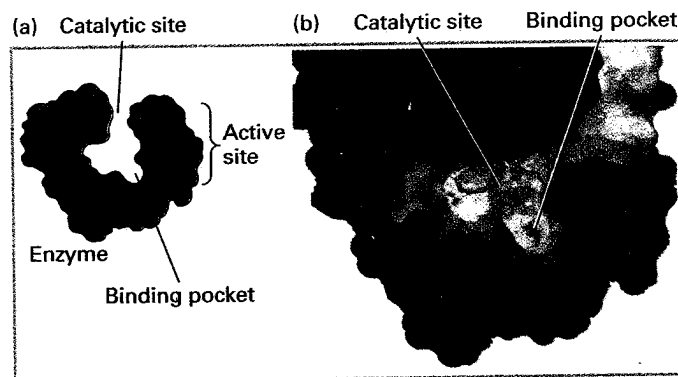 (a) Catalytic site
Active
site
Enzyme
Binding pocket
(b) Catalytic site Binding pocket